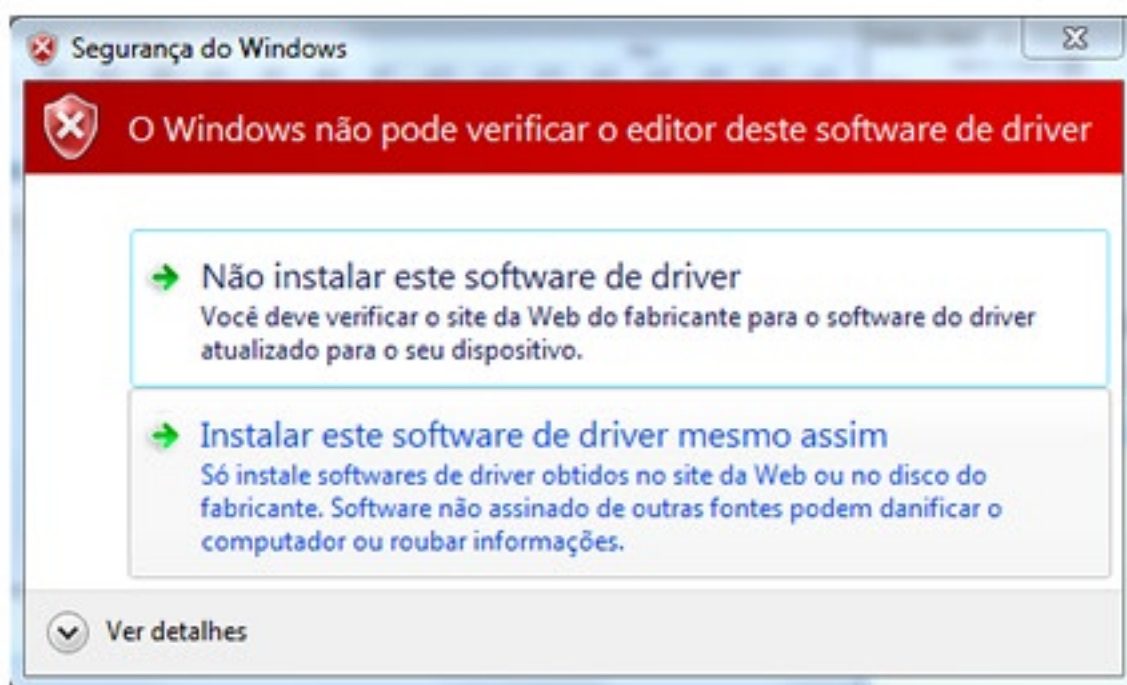 Segurança do Windows
O Windows não pode verificar o editor deste software de driver
Não instalar este software de driver
Você deve verificar o site da Web do fabricante para o software do driver
atualizado para o seu dispositivo.
Instalar este software de driver mesmo assim
Só instale softwares de driver obtidos no site da Web ou no disco do
fabricante. Software não assinado de outras fontes podem danificar o
computador ou roubar informações.
Ver detalhes